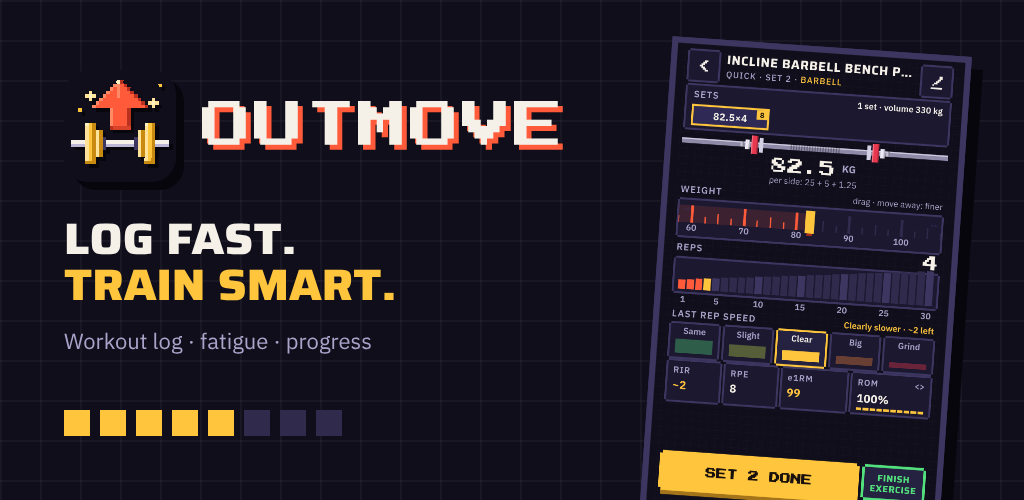 OUTMOVE
LOG FAST.
TRAIN SMART.
Workout log · fatigue · progress
INCLINE BARBELL BENCH P...
QUICK · SET 2 · BARBELL
SETS
1 set · volume 330 kg
82.5×4 8
82.5 KG
per side: 25 + 5 + 1.25
WEIGHT
drag · move away: finer
60 70 80 90 100
REPS
4
1 5 10 15 20 25 30
LAST REP SPEED
Clearly slower · ~2 left
Same Slight Clear Big Grind
RIR RPE e1RM ROM <>
~2 8 99 100%
SET 2 DONE
FINISH
EXERCISE